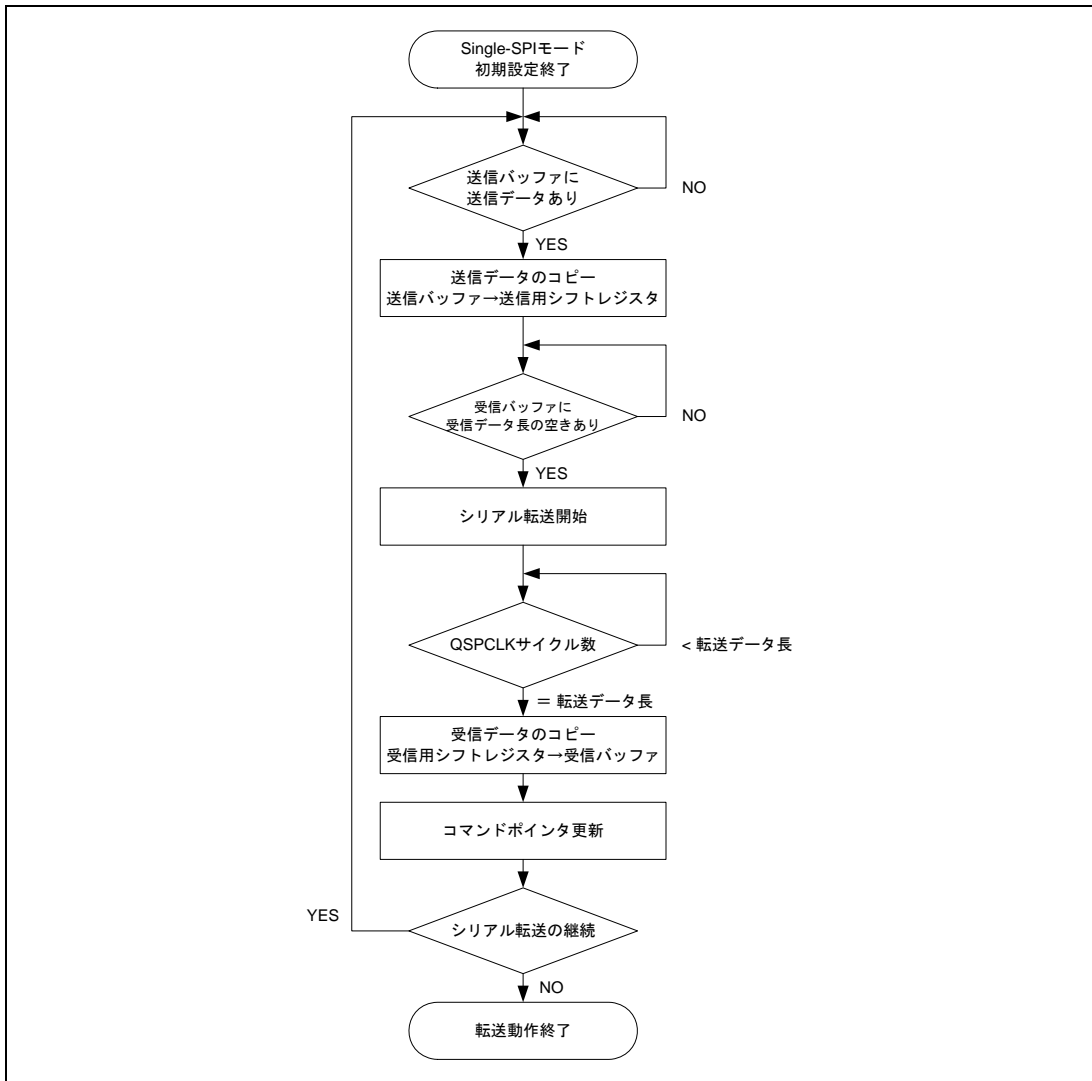 Single-SPIモード
初期設定終了
送信バッファに
送信データあり
NO
YES
送信データのコピー
送信バッファ→送信用シフトレジスタ
受信バッファに
受信データ長の空きあり
NO
YES
シリアル転送開始
QSPCLKサイクル数
< 転送データ長
＝ 転送データ長
受信データのコピー
受信用シフトレジスタ→受信バッファ
コマンドポインタ更新
YES
シリアル転送の継続
NO
転送動作終了